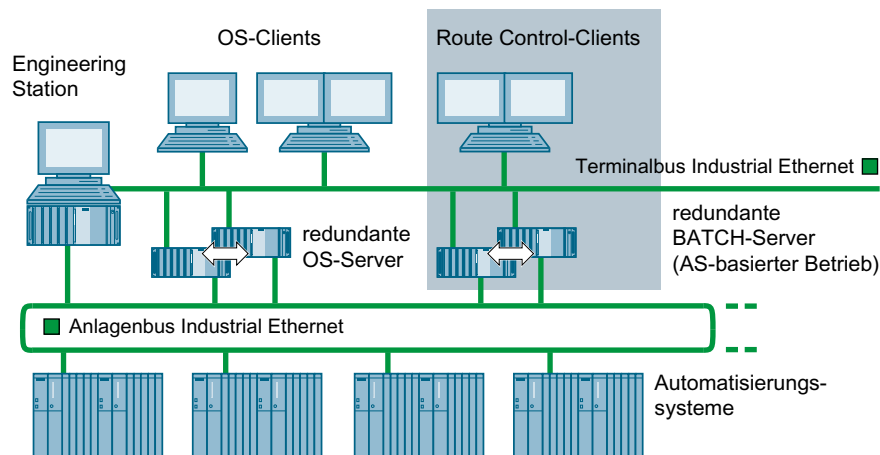 OS-Clients
Route Control-Clients
Engineering
Station
Terminalbus Industrial Ethernet
redundante
OS-Server
redundante
BATCH-Server
(AS-basierter Betrieb)
Anlagenbus Industrial Ethernet
Automatisierungs-
systeme